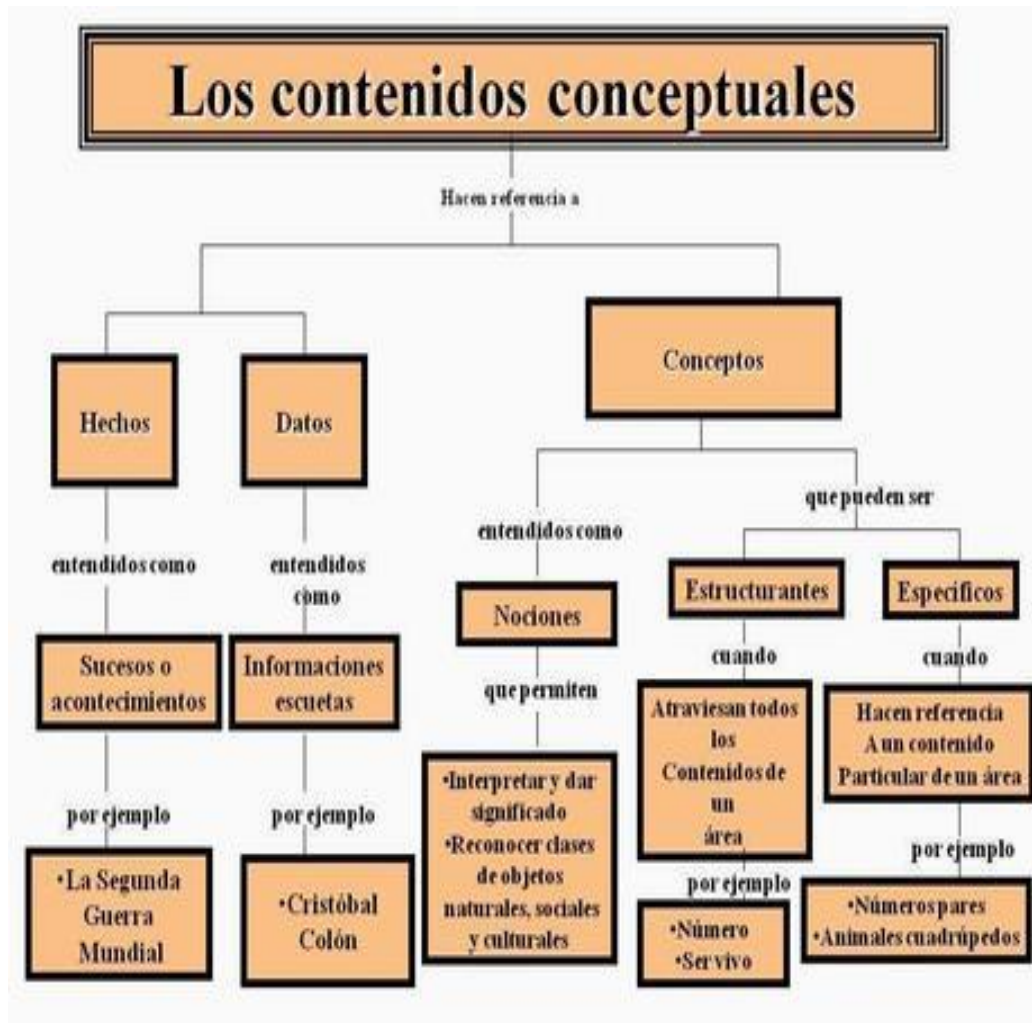 Los contenidos conceptuales
Hacen referencia a
Hechos
Datos
Conceptos
entendidos como
Sucesos o
acontecimientos
por ejemplo
•La Segunda
Guerra
Mundial
entendidos
como
Informaciones
escuetas
por ejemplo
•Cristóbal
Colón
entendidos como
Nociones
que permiten
•Interpretar y dar
significado
•Reconocer clases
de objetos
naturales, sociales
y culturales
que pueden ser
Estructurantes
cuando
Atraviesan todos
los
Contenidos de
un
área
por ejemplo
•Número
•Ser vivo
Específicos
cuando
Hacen referencia
A un contenido
Particular de un área
por ejemplo
•Números pares
•Animales cuadrúpedos